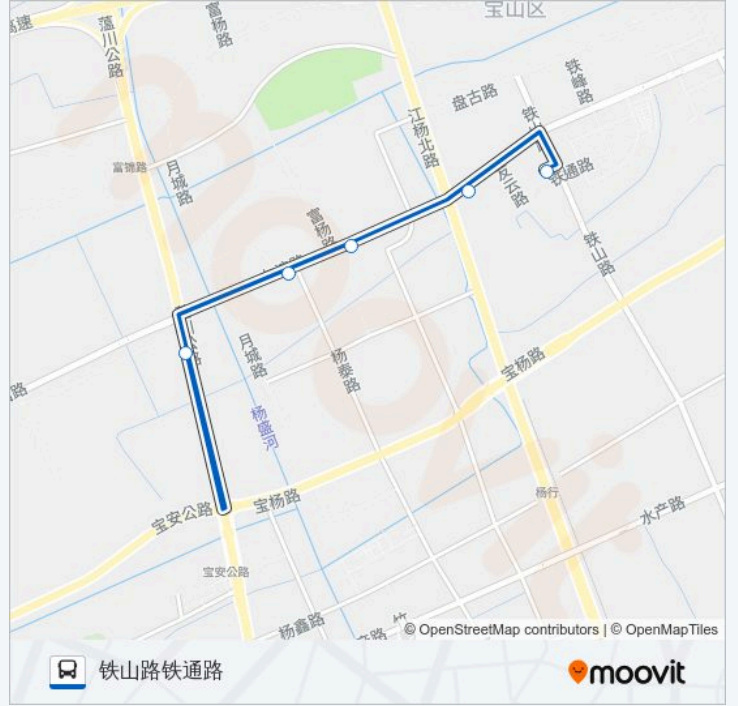 宝山区
高速
蕰川公路
富杨路
铁峰路
盘古路
江杨北路
富锦路
月城路
友云路
铁通路
富杨路
铁山路
月城路
杨泰路
宝杨路
杨盛河
杨行
宝安公路
宝杨路
水产路
宝安公路
杨鑫路
© OpenStreetMap contributors | © OpenMapTiles
铁山路铁通路
moovit